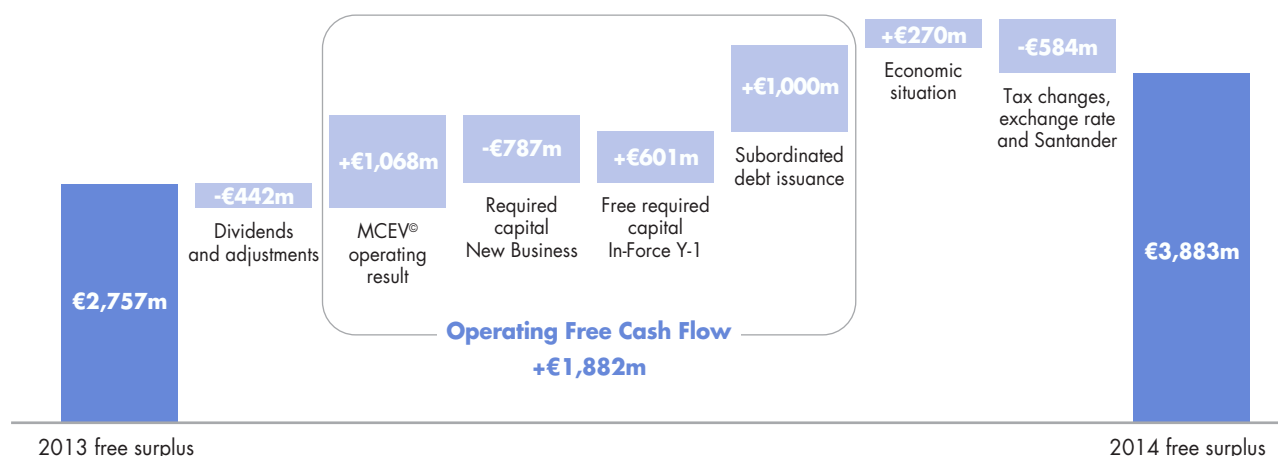 €2,757m
2013 free surplus
-€442m
Dividends
and adjustments
+€1,068m
MCEV©
operating
result
-€787m
Required
capital
New Business
+€601m
Free required
capital
In-Force Y-1
+€1,000m
Subordinated
debt issuance
Operating Free Cash Flow
+€1,882m
+€270m
Economic
situation
-€584m
Tax changes,
exchange rate
and Santander
€3,883m
2014 free surplus